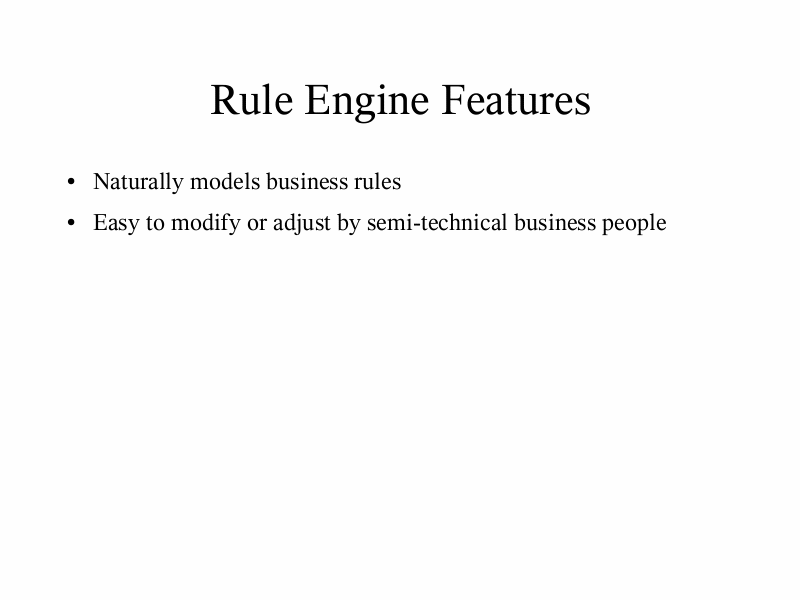 Rule Engine Features
• Naturally models business rules
• Easy to modify or adjust by semi-technical business people